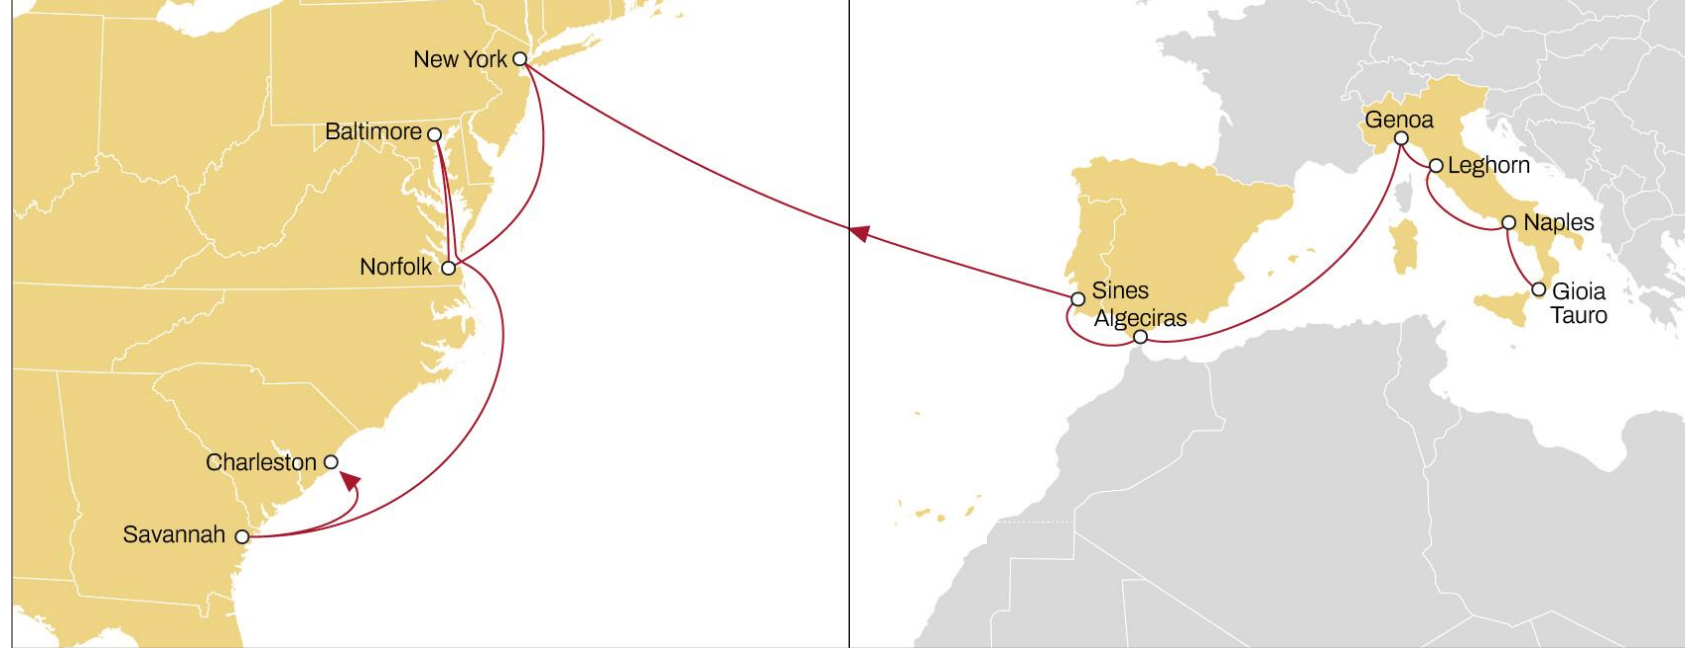 New York
Baltimore
Norfolk
Charleston
Savannah
Genoa
Leghorn
Naples
Gioia
Tauro
Sines
Algeciras